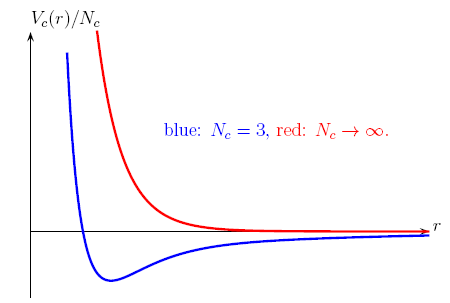 V_c(r)/N_c
blue: N_c = 3, red: N_c → ∞.
r